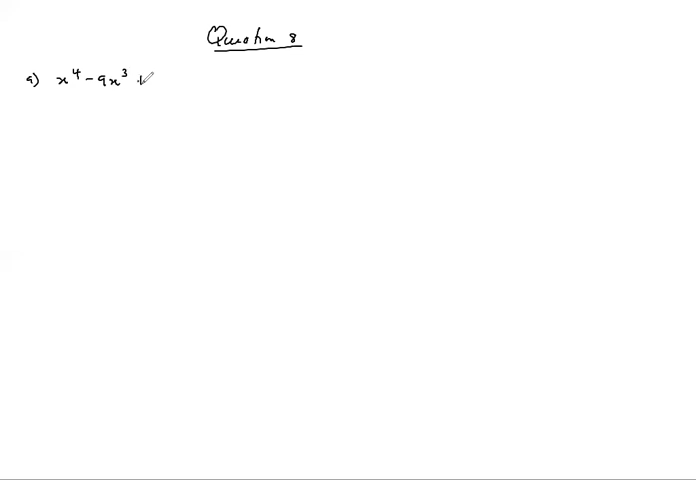 Question 8
a) x⁴ - 9x³ +